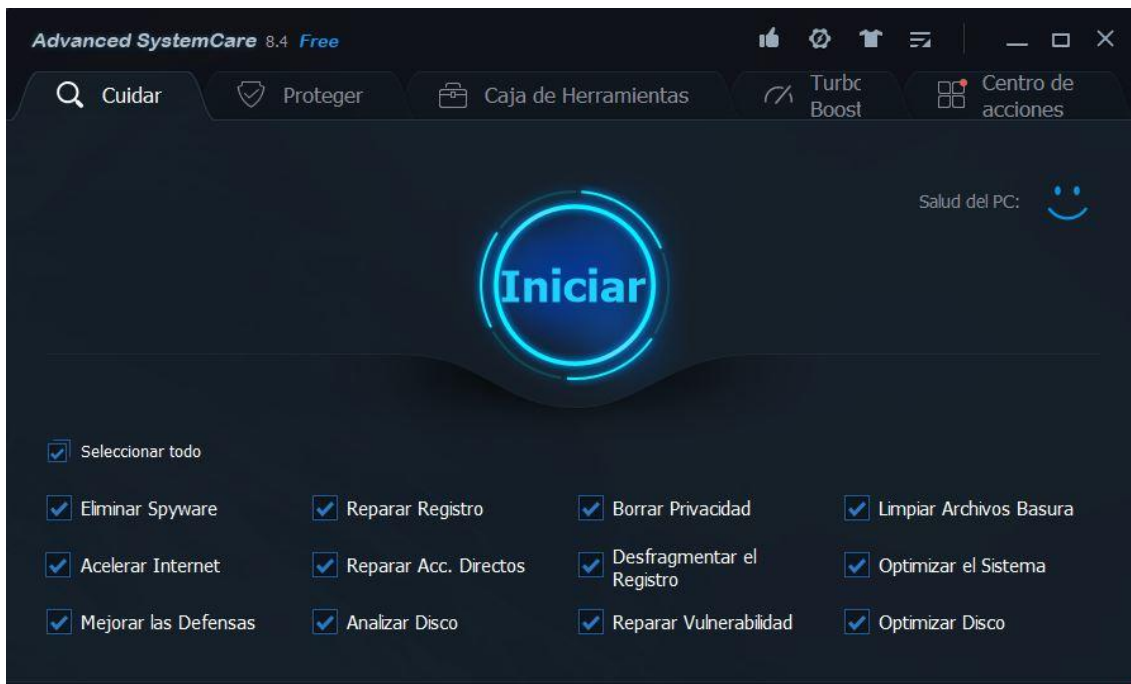 Advanced SystemCare 8.4 Free
Cuidar
Proteger
Caja de Herramientas
Turbc
Boost
Centro de
acciones
Salud del PC:
Iniciar
Seleccionar todo
Eliminar Spyware
Reparar Registro
Borrar Privacidad
Limpiar Archivos Basura
Acelerar Internet
Reparar Acc. Directos
Desfragmentar el
Registro
Optimizar el Sistema
Mejorar las Defensas
Analizar Disco
Reparar Vulnerabilidad
Optimizar Disco